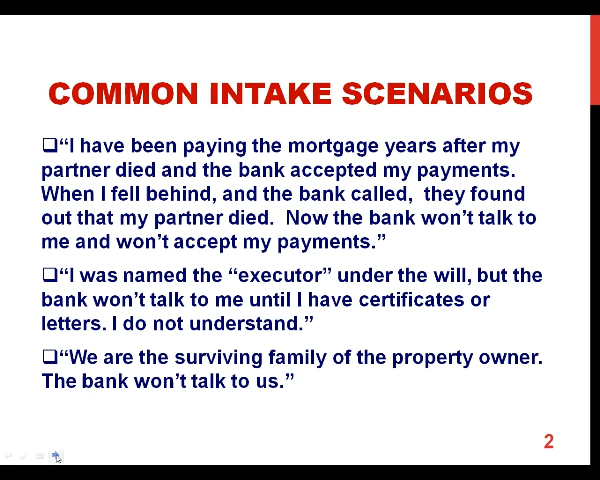 COMMON INTAKE SCENARIOS
❑“I have been paying the mortgage years after my
partner died and the bank accepted my payments.
When I fell behind, and the bank called,  they found
out that my partner died.  Now the bank won’t talk to
me and won’t accept my payments.”
❑“I was named the “executor” under the will, but the
bank won’t talk to me until I have certificates or
letters. I do not understand.”
❑“We are the surviving family of the property owner.
The bank won’t talk to us.”
2